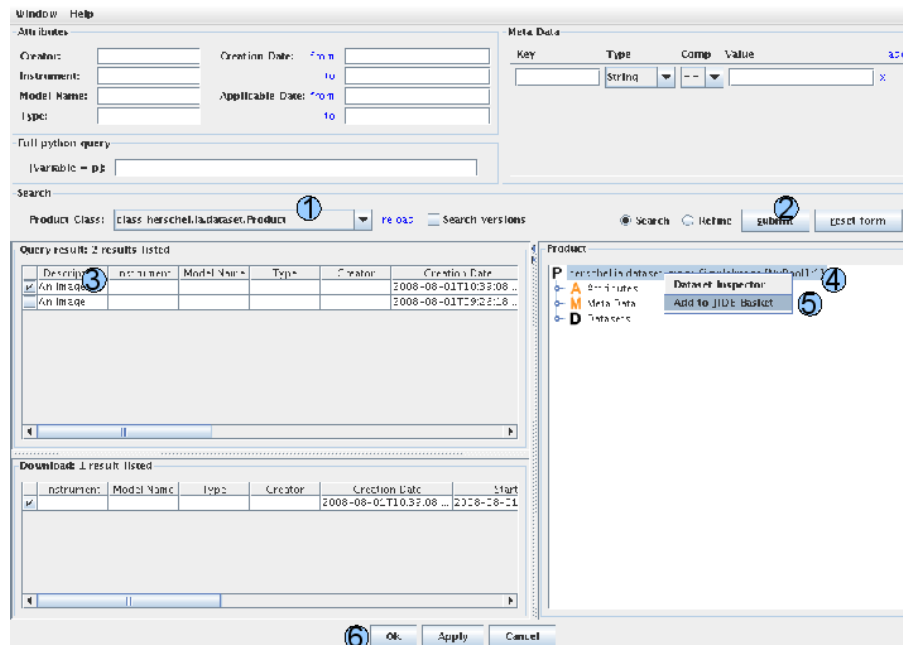 Window Help
Attributes
Creator: Creation Date: from
Instrument: to
Model Name: Applicable Date: from
Type: to
Meta Data
Key Type Comp Value
String == x
Full python query
(Variable = p):
Search
Product Class: class herschel.ia.dataset.Product 1 reload Search versions Search Refine submit 2 reset form
Query result: 2 results listed
Instrument Model Name Type Creator Creation Date
3 An Image 2008-08-01T10:39:08...
An Image
Product
P 4
A Attributes Dataset Inspector
M Meta Data Add to JIDE Basket 5
D Datasets
Download: 1 result listed
Instrument Model Name Type Creator Creation Date Start
2008-08-01T10:39:08 ... 2008-08-01
6 Ok Apply Cancel